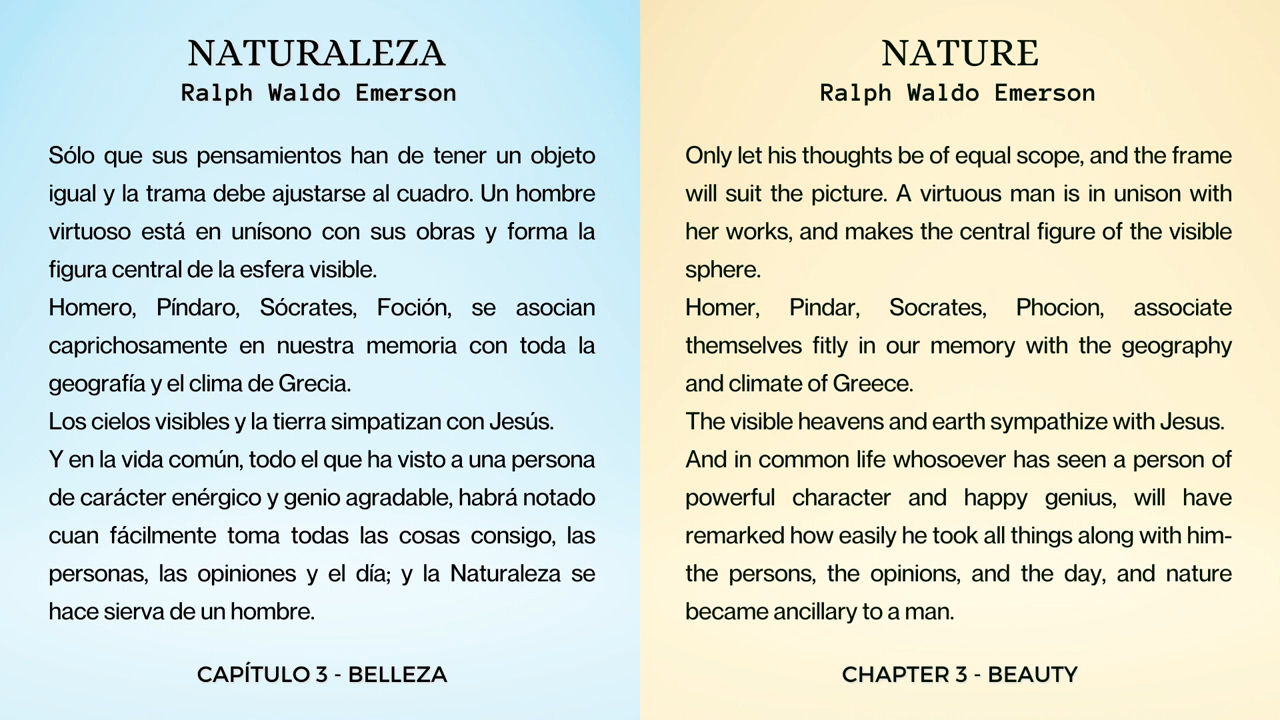 NATURALEZA
Ralph Waldo Emerson
Sólo que sus pensamientos han de tener un objeto
igual y la trama debe ajustarse al cuadro. Un hombre
virtuoso está en unísono con sus obras y forma la
figura central de la esfera visible.
Homero, Píndaro, Sócrates, Foción, se asocian
caprichosamente en nuestra memoria con toda la
geografía y el clima de Grecia.
Los cielos visibles y la tierra simpatizan con Jesús.
Y en la vida común, todo el que ha visto a una persona
de carácter enérgico y genio agradable, habrá notado
cuan fácilmente toma todas las cosas consigo, las
personas, las opiniones y el día; y la Naturaleza se
hace sierva de un hombre.
CAPÍTULO 3 - BELLEZA
NATURE
Ralph Waldo Emerson
Only let his thoughts be of equal scope, and the frame
will suit the picture. A virtuous man is in unison with
her works, and makes the central figure of the visible
sphere.
Homer, Pindar, Socrates, Phocion, associate
themselves fitly in our memory with the geography
and climate of Greece.
The visible heavens and earth sympathize with Jesus.
And in common life whosoever has seen a person of
powerful character and happy genius, will have
remarked how easily he took all things along with him-
the persons, the opinions, and the day, and nature
became ancillary to a man.
CHAPTER 3 - BEAUTY